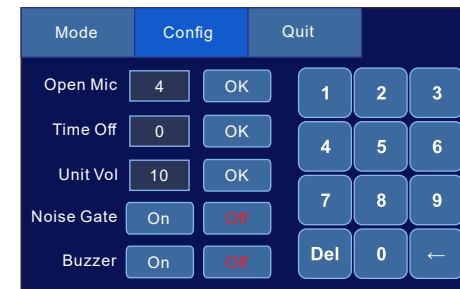 Mode Config Quit
Open Mic 4 OK 1 2 3
Time Off 0 OK 4 5 6
Unit Vol 10 OK
Noise Gate On Off 7 8 9
Buzzer On Off Del 0 ←